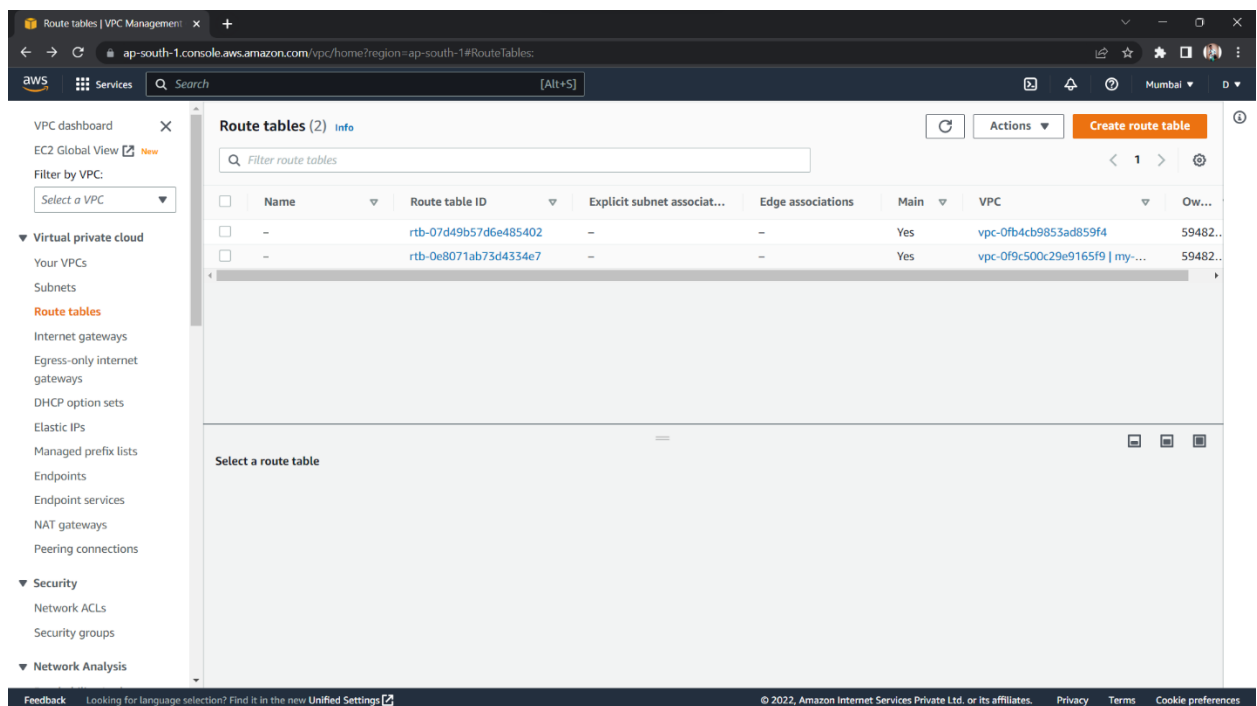 Route tables | VPC Management
ap-south-1.console.aws.amazon.com/vpc/home?region=ap-south-1#RouteTables:
aws Services Search [Alt+S] Mumbai D
VPC dashboard
EC2 Global View New
Filter by VPC:
Select a VPC
Virtual private cloud
Your VPCs
Subnets
Route tables
Internet gateways
Egress-only internet
gateways
DHCP option sets
Elastic IPs
Managed prefix lists
Endpoints
Endpoint services
NAT gateways
Peering connections
Security
Network ACLs
Security groups
Network Analysis
Route tables (2) Info
Actions Create route table
Filter route tables
1
Name Route table ID Explicit subnet associat... Edge associations Main VPC Ow...
– rtb-07d49b57d6e485402 – – Yes vpc-0fb4cb9853ad859f4 59482..
– rtb-0e8071ab73d4334e7 – – Yes vpc-0f9c500c29e9165f9 | my-... 59482..
Select a route table
Feedback Looking for language selection? Find it in the new Unified Settings © 2022, Amazon Internet Services Private Ltd. or its affiliates. Privacy Terms Cookie preferences